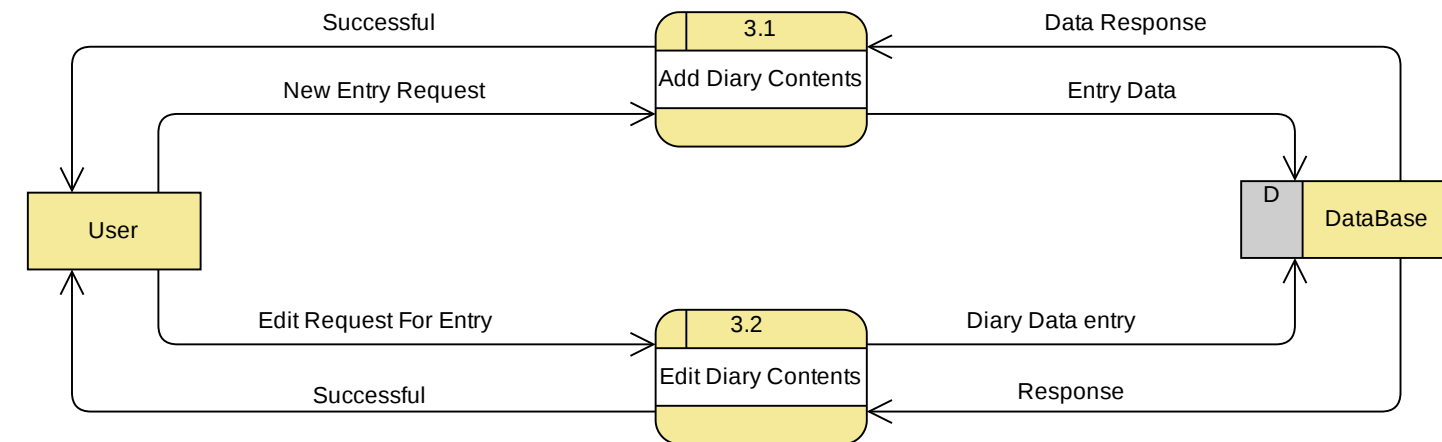 Successful
3.1
Data Response
Add Diary Contents
New Entry Request
Entry Data
D
DataBase
User
Edit Request For Entry
3.2
Diary Data entry
Edit Diary Contents
Successful
Response